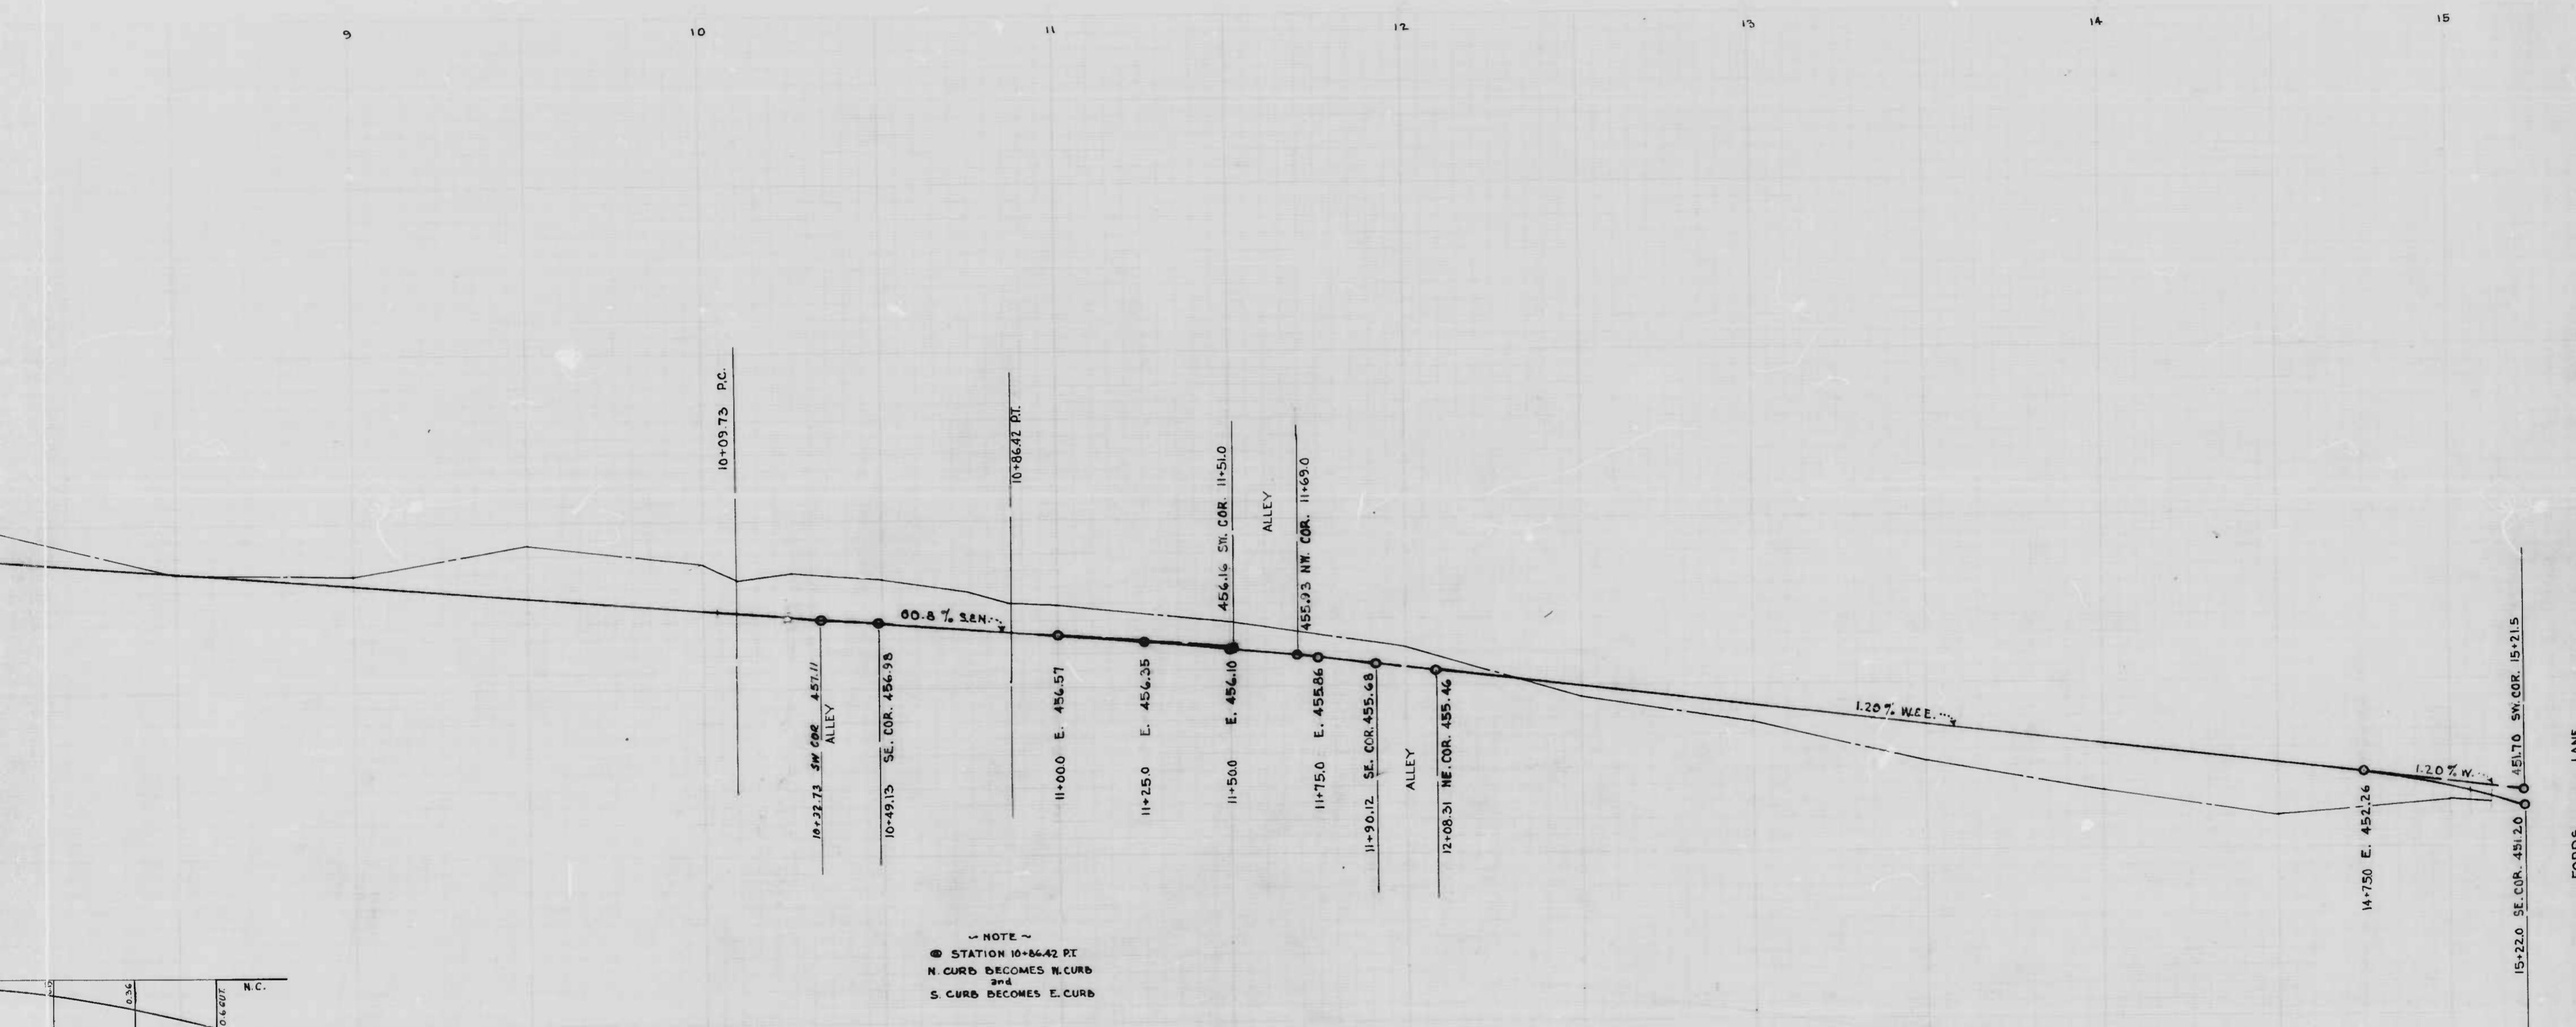 9
10
11
12
13
14
15
10+09.73 P.C.
10+86.42 P.T.
456.16 SW. COR. 11+51.0
ALLEY
455.93 NW. COR. 11+69.0
00.8 % S.&N.
10+32.73 SW COR 457.11
ALLEY
10+49.13 SE. COR. 456.98
11+00.0 E. 456.57
11+25.0 E. 456.35
11+50.0 E. 456.10
11+75.0 E. 455.86
11+90.12 SE. COR. 455.68
ALLEY
12+08.31 NE. COR. 455.46
1.20% W.&E.
1.20% W.
14+75.0 E. 452.26
451.70 SW. COR. 15+21.5
15+22.0 SE. COR. 451.20
FORDS LANE
~ NOTE ~
@ STATION 10+86.42 P.T.
N. CURB BECOMES W. CURB
and
S. CURB BECOMES E. CURB
0.36
0.6 GUT.
N.C.